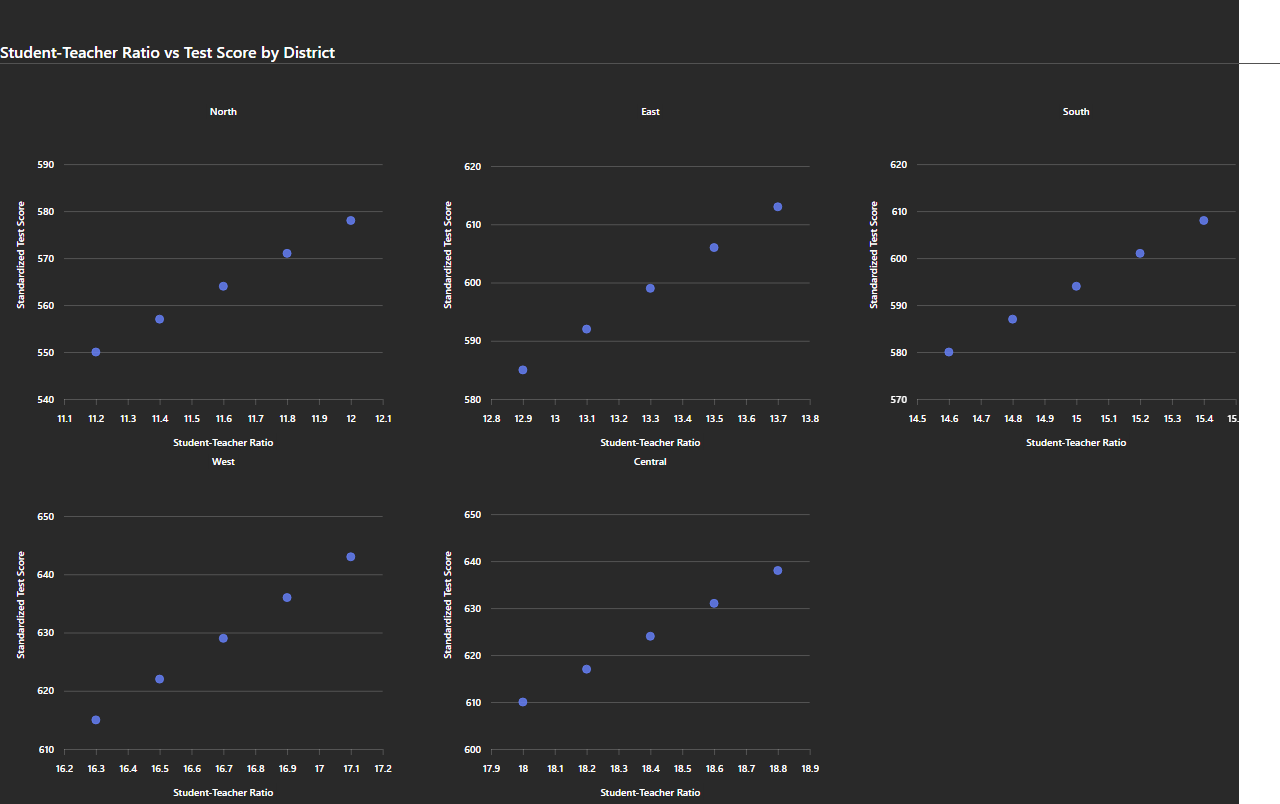 Student-Teacher Ratio vs Test Score by District
North
East
South
590
580
570
560
550
540
Standardized Test Score
11.1 11.2 11.3 11.4 11.5 11.6 11.7 11.8 11.9 12 12.1
Student-Teacher Ratio
620
610
600
590
580
Standardized Test Score
12.8 12.9 13 13.1 13.2 13.3 13.4 13.5 13.6 13.7 13.8
Student-Teacher Ratio
620
610
600
590
580
570
Standardized Test Score
14.5 14.6 14.7 14.8 14.9 15 15.1 15.2 15.3 15.4 15.
Student-Teacher Ratio
West
Central
650
640
630
620
610
Standardized Test Score
16.2 16.3 16.4 16.5 16.6 16.7 16.8 16.9 17 17.1 17.2
Student-Teacher Ratio
650
640
630
620
610
600
Standardized Test Score
17.9 18 18.1 18.2 18.3 18.4 18.5 18.6 18.7 18.8 18.9
Student-Teacher Ratio